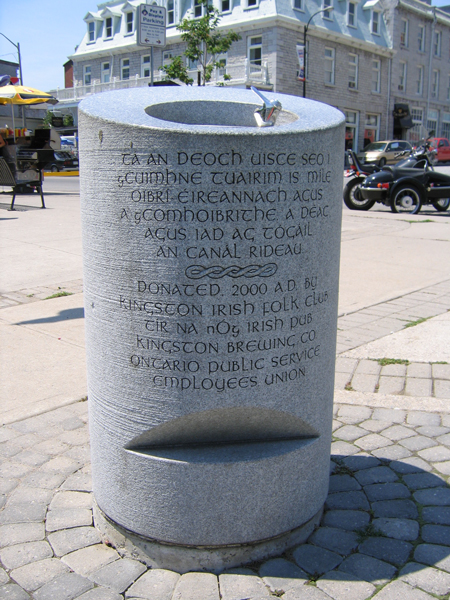 PARKING
TÁ AN DEOCH UISCE SEO I
gCUIMHNE TUAIRIM IS MÍLE
OIBRÍ ÉIREANNACH AGUS
A gCOMHOIBRITHE, A D'ÉAG
AGUS IAD AG TÓGÁIL
AN CANÁL RIDEAU
DONATED, 2000 A.D. BY
KINGSTON IRISH FOLK CLUB
TÍR NA nÓg IRISH PUB
KINGSTON BREWING CO
ONTARIO PUBLIC SERVICE
EMPLOYEES UNION